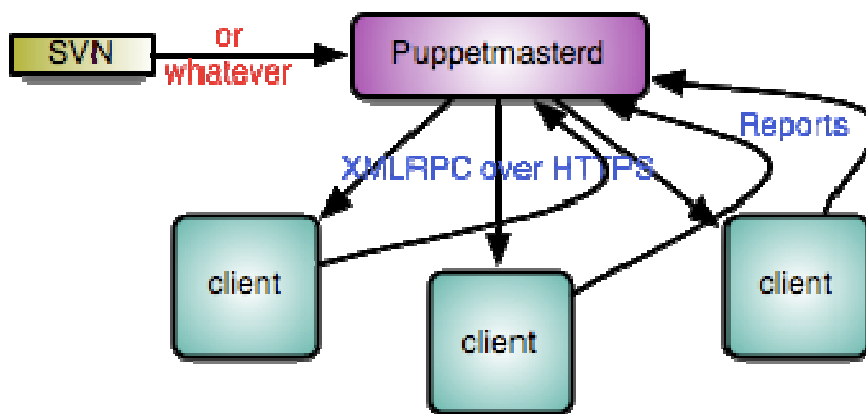 SVN
or
whatever
Puppetmasterd
Reports
XMLRPC over HTTPS
client
client
client